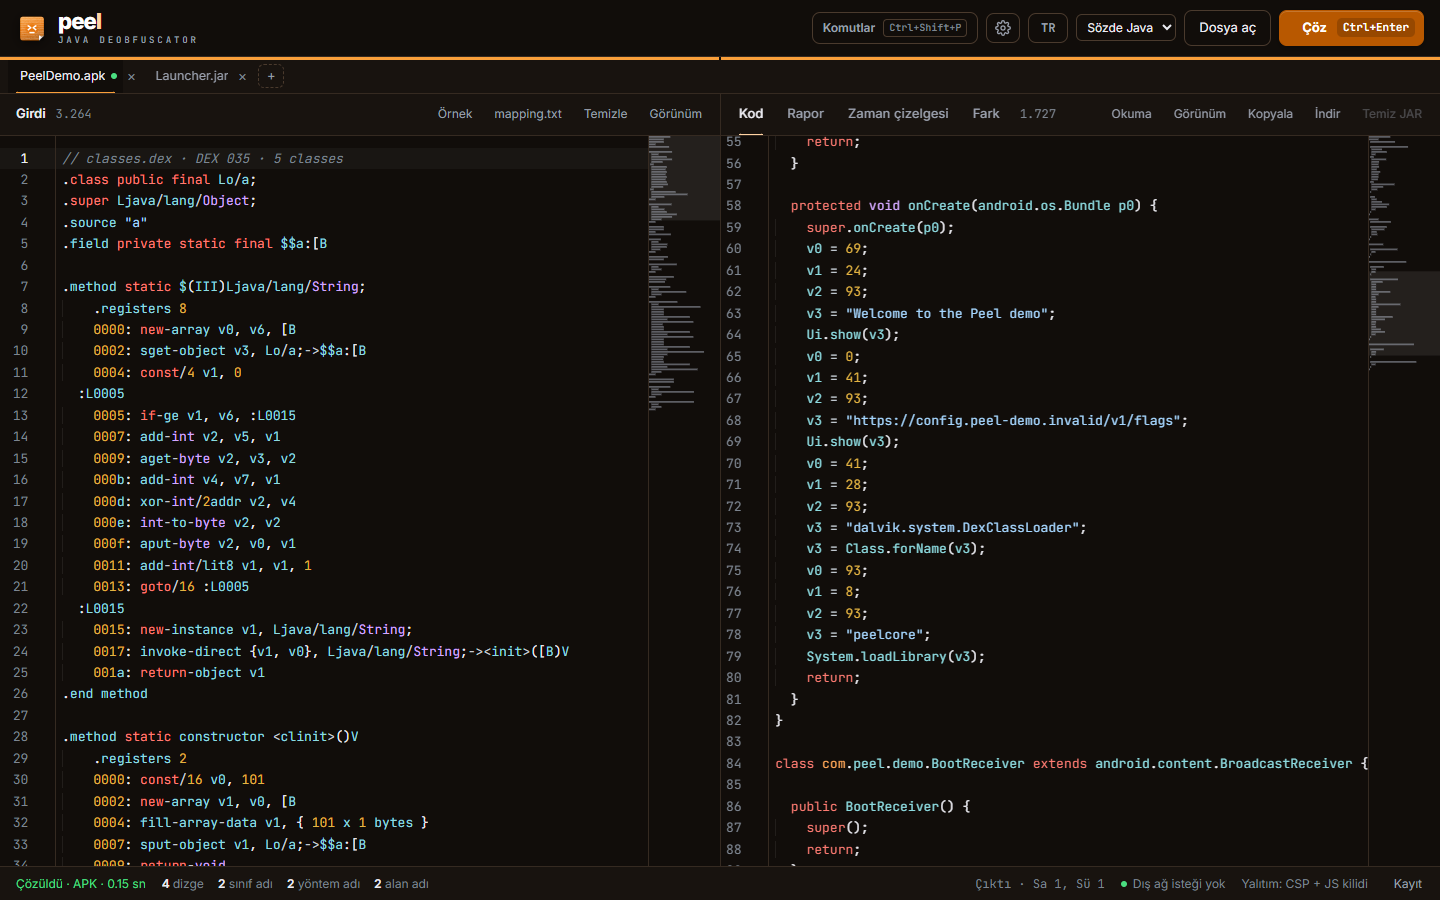 peel
JAVA DEOBFUSCATOR
Komutlar Ctrl+Shift+P
TR
Sözde Java
Dosya aç
Çöz Ctrl+Enter
PeelDemo.apk ● ×
Launcher.jar ×
+
Girdi 3.264
Örnek mapping.txt Temizle Görünüm
1 // classes.dex · DEX 035 · 5 classes
2 .class public final Lo/a;
3 .super Ljava/lang/Object;
4 .source "a"
5 .field private static final $$a:[B
6
7 .method static $(III)Ljava/lang/String;
8 .registers 8
9 0000: new-array v0, v6, [B
10 0002: sget-object v3, Lo/a;->$$a:[B
11 0004: const/4 v1, 0
12 :L0005
13 0005: if-ge v1, v6, :L0015
14 0007: add-int v2, v5, v1
15 0009: aget-byte v2, v3, v2
16 000b: add-int v4, v7, v1
17 000d: xor-int/2addr v2, v4
18 000e: int-to-byte v2, v2
19 000f: aput-byte v2, v0, v1
20 0011: add-int/lit8 v1, v1, 1
21 0013: goto/16 :L0005
22 :L0015
23 0015: new-instance v1, Ljava/lang/String;
24 0017: invoke-direct {v1, v0}, Ljava/lang/String;-><init>([B)V
25 001a: return-object v1
26 .end method
27
28 .method static constructor <clinit>()V
29 .registers 2
30 0000: const/16 v0, 101
31 0002: new-array v1, v0, [B
32 0004: fill-array-data v1, { 101 x 1 bytes }
33 0007: sput-object v1, Lo/a;->$$a:[B
34 0009: return-void
Kod Rapor Zaman çizelgesi Fark 1.727
Okuma Görünüm Kopyala İndir Temiz JAR
55 return;
56 }
57
58 protected void onCreate(android.os.Bundle p0) {
59 super.onCreate(p0);
60 v0 = 69;
61 v1 = 24;
62 v2 = 93;
63 v3 = "Welcome to the Peel demo";
64 Ui.show(v3);
65 v0 = 0;
66 v1 = 41;
67 v2 = 93;
68 v3 = "https://config.peel-demo.invalid/v1/flags";
69 Ui.show(v3);
70 v0 = 41;
71 v1 = 28;
72 v2 = 93;
73 v3 = "dalvik.system.DexClassLoader";
74 v3 = Class.forName(v3);
75 v0 = 93;
76 v1 = 8;
77 v2 = 93;
78 v3 = "peelcore";
79 System.loadLibrary(v3);
80 return;
81 }
82 }
83
84 class com.peel.demo.BootReceiver extends android.content.BroadcastReceiver {
85
86 public BootReceiver() {
87 super();
88 return;
Çözüldü · APK · 0.15 sn 4 dizge 2 sınıf adı 2 yöntem adı 2 alan adı
Çıktı · Sa 1, Sü 1 ● Dış ağ isteği yok Yalıtım: CSP + JS kilidi Kayıt